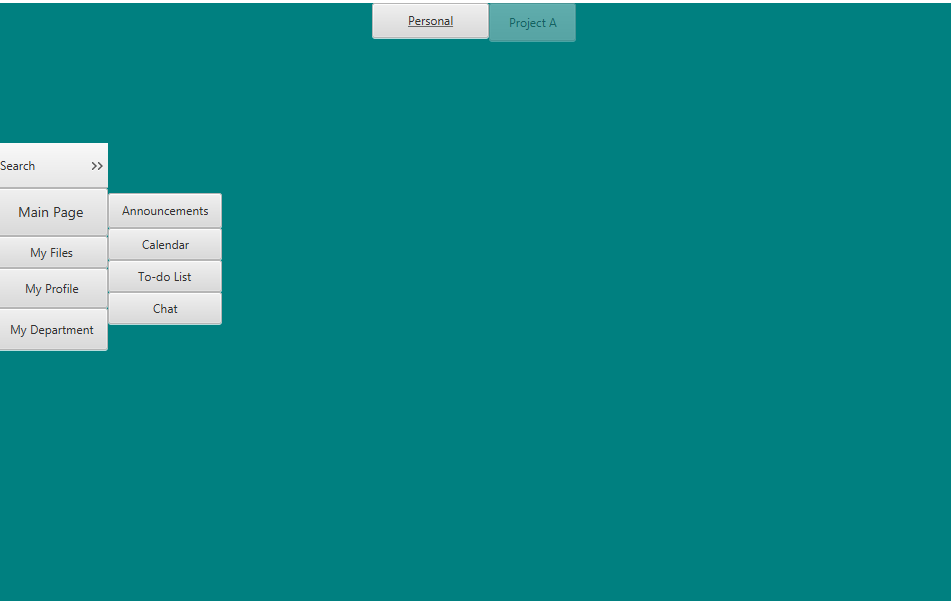 Personal
Project A
Search >>
Main Page
Announcements
My Files
Calendar
My Profile
To-do List
My Department
Chat